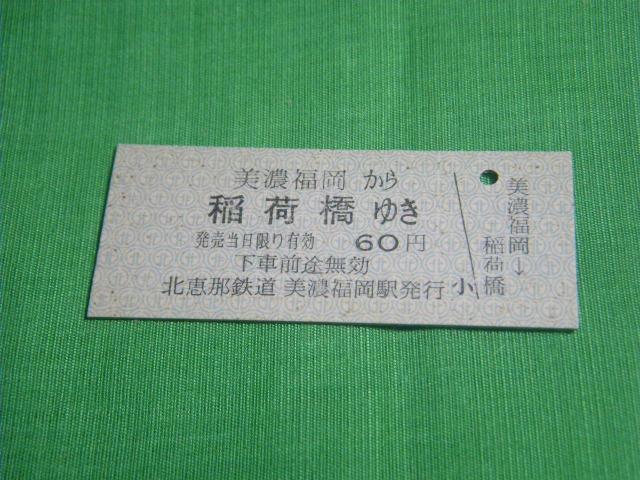 美濃福岡から
稲荷橋ゆき
発売当日限り有効 60円
下車前途無効
北恵那鉄道 美濃福岡駅発行
小
美濃福岡→
稲荷橋